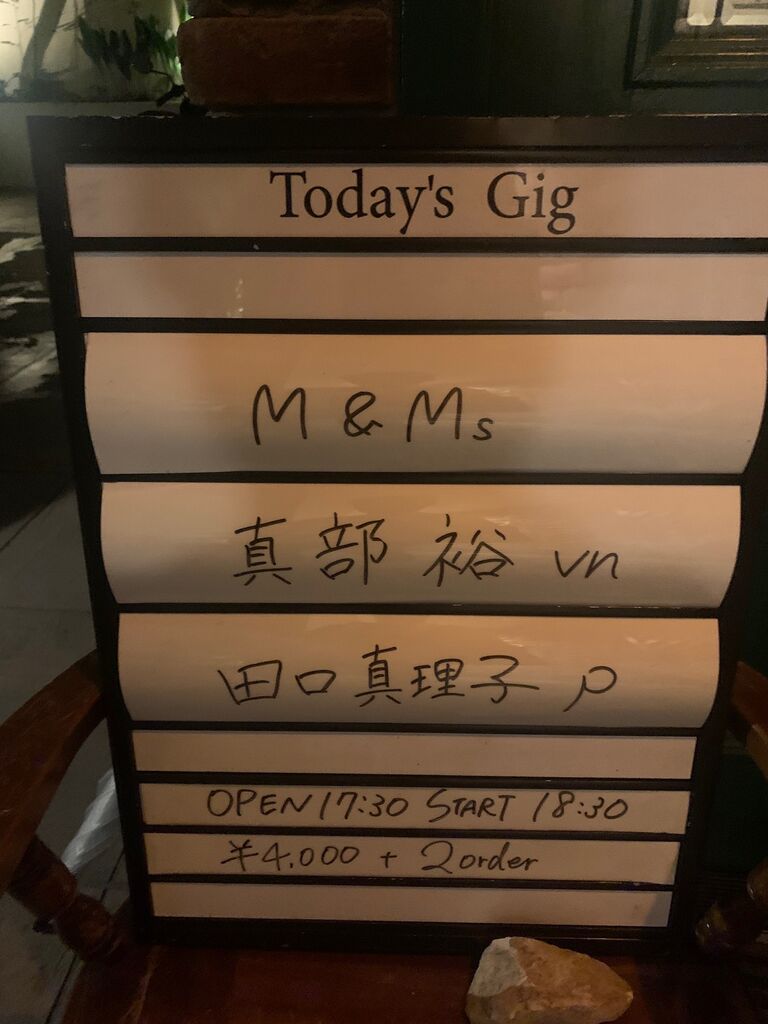 Today's Gig
M & Ms
真部 裕 vn
田口真理子 p
OPEN 17:30 START 18:30
¥4.000 + 2order